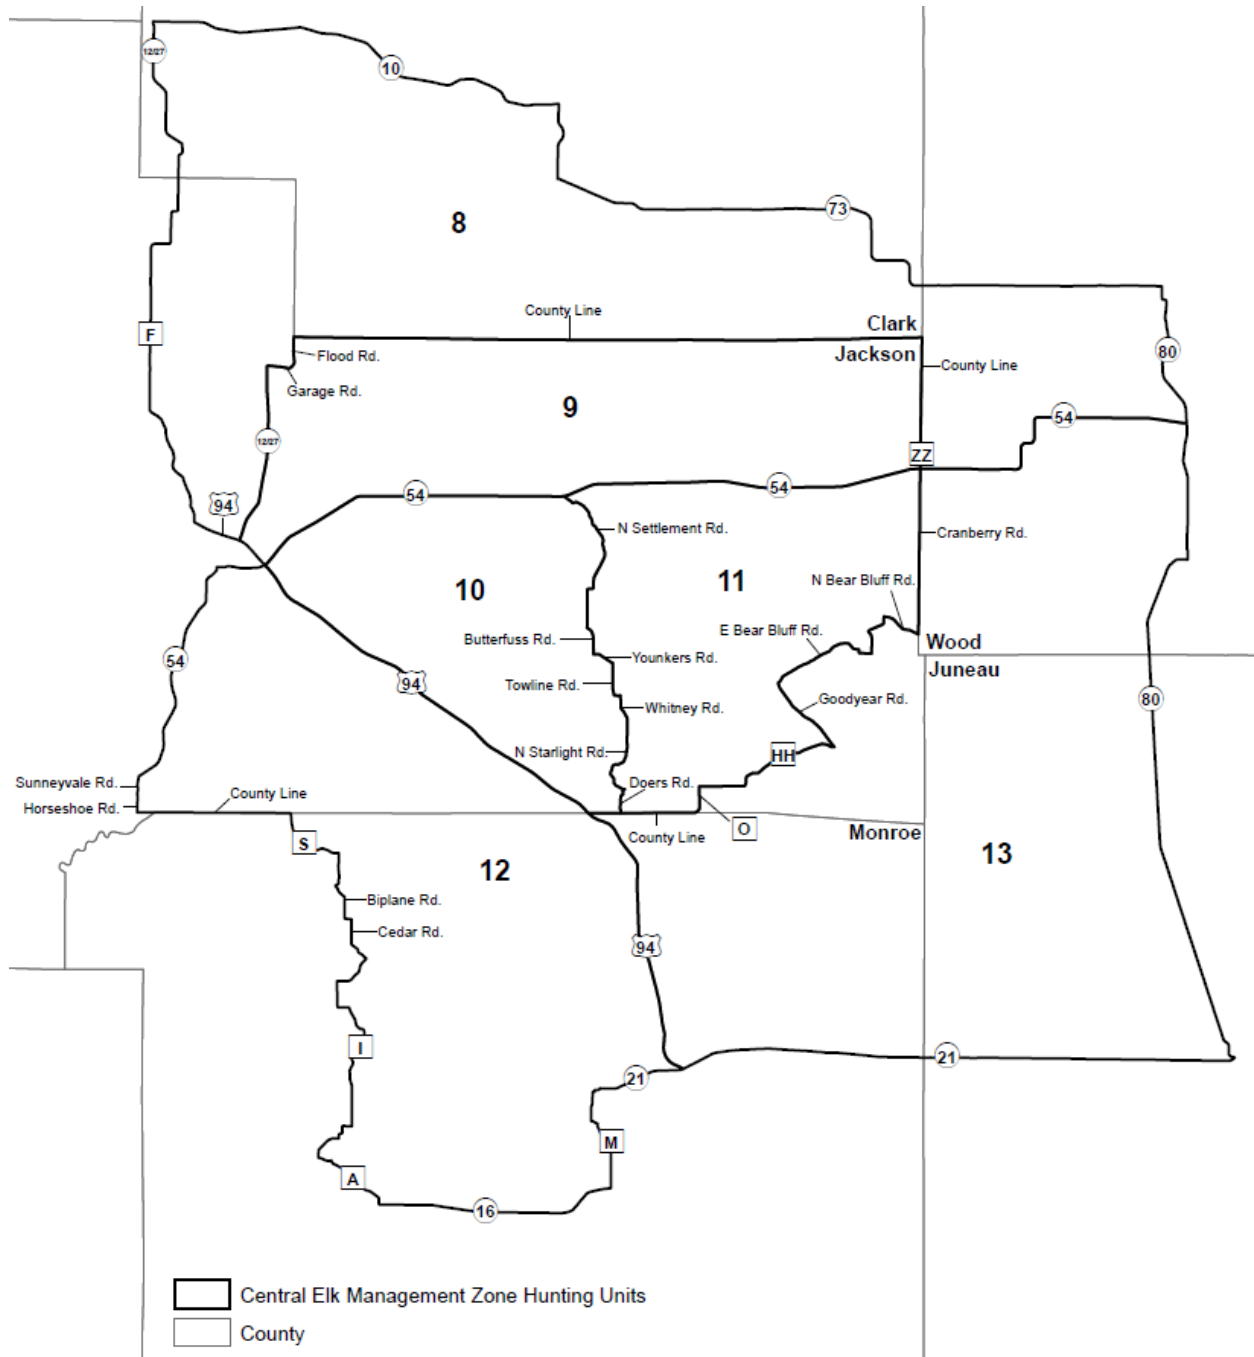 12/27
10
73
8
County Line
Clark
F
Flood Rd.
Jackson
80
County Line
Garage Rd.
9
54
12/27
ZZ
94
54
54
N Settlement Rd.
Cranberry Rd.
10
11
N Bear Bluff Rd.
Butterfuss Rd.
E Bear Bluff Rd.
Wood
54
Younkers Rd.
Juneau
94
Towline Rd.
Goodyear Rd.
80
Whitney Rd.
N Starlight Rd.
HH
Sunneyvale Rd.
Doers Rd.
County Line
Horseshoe Rd.
O
Monroe
County Line
S
13
12
Biplane Rd.
Cedar Rd.
94
I
21
21
M
A
16
Central Elk Management Zone Hunting Units
County